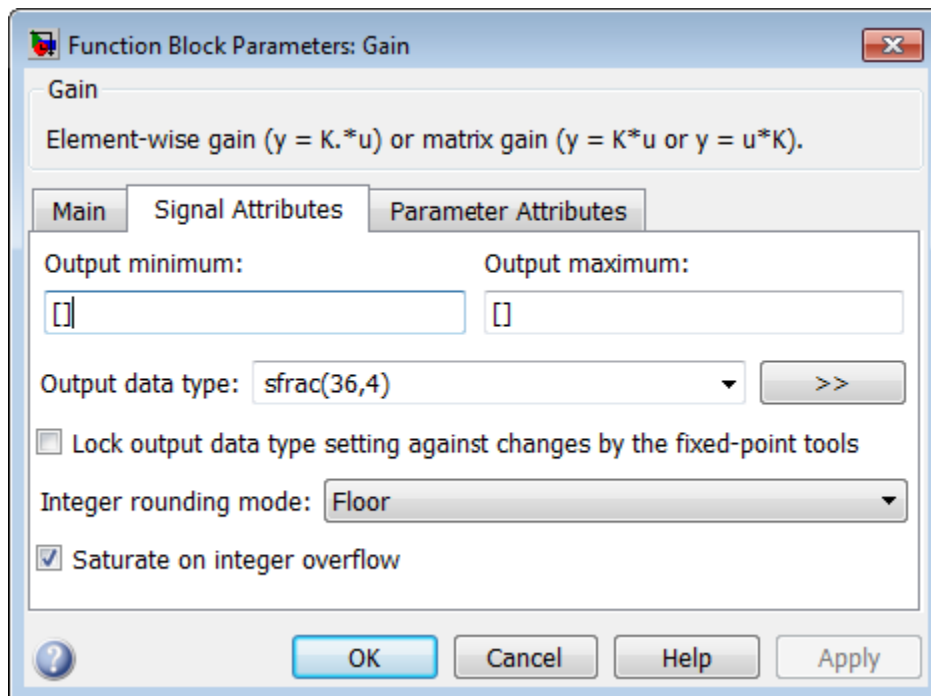 Function Block Parameters: Gain
Gain
Element-wise gain (y = K.*u) or matrix gain (y = K*u or y = u*K).
Main
Signal Attributes
Parameter Attributes
Output minimum:
Output maximum:
[]
[]
Output data type: sfrac(36,4)
>>
Lock output data type setting against changes by the fixed-point tools
Integer rounding mode: Floor
Saturate on integer overflow
?
OK
Cancel
Help
Apply